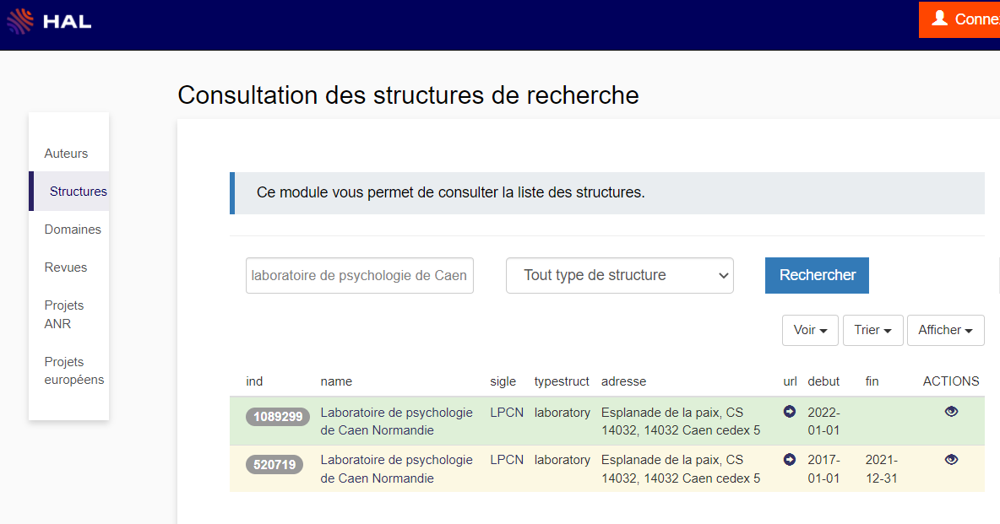 HAL
Conne
Consultation des structures de recherche
Auteurs
Structures
Domaines
Revues
Projets
ANR
Projets
européens
Ce module vous permet de consulter la liste des structures.
laboratoire de psychologie de Caen
Tout type de structure
Rechercher
Voir
Trier
Afficher
ind name sigle typestruct adresse url debut fin ACTIONS
1089299 Laboratoire de psychologie LPCN laboratory Esplanade de la paix, CS 2022-
de Caen Normandie 14032, 14032 Caen cedex 5 01-01
520719 Laboratoire de psychologie LPCN laboratory Esplanade de la paix, CS 2017- 2021-
de Caen Normandie 14032, 14032 Caen cedex 5 01-01 12-31